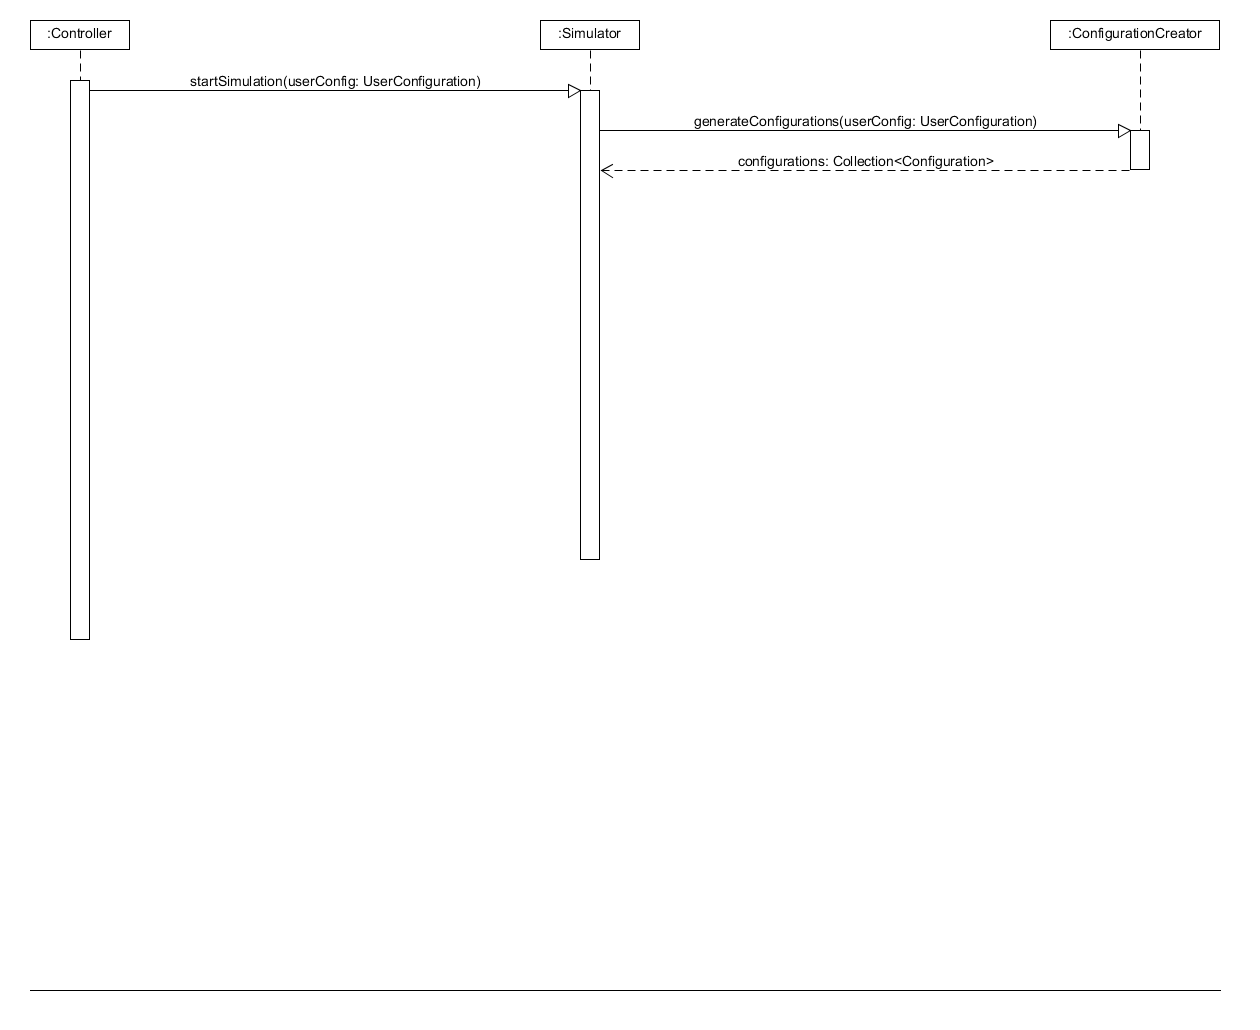 :Controller
:Simulator
:ConfigurationCreator
startSimulation(userConfig: UserConfiguration)
generateConfigurations(userConfig: UserConfiguration)
configurations: Collection<Configuration>